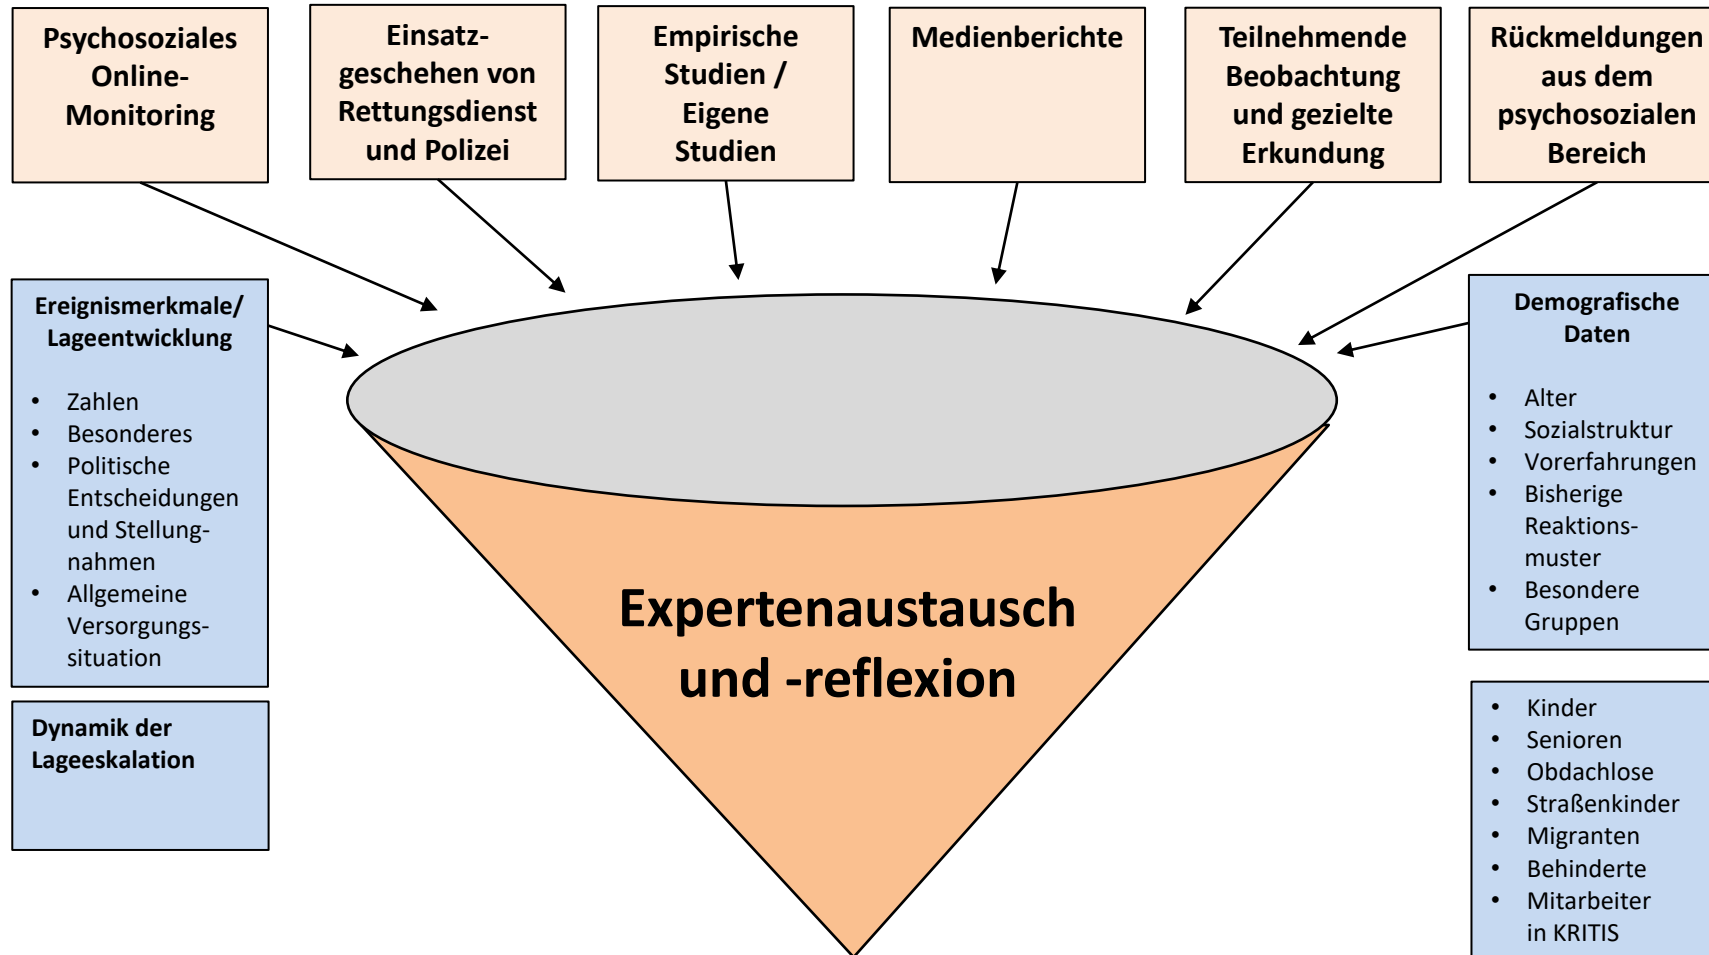 Psychosoziales
Online-
Monitoring
Einsatz-
geschehen von
Rettungsdienst
und Polizei
Empirische
Studien /
Eigene
Studien
Medienberichte
Teilnehmende
Beobachtung
und gezielte
Erkundung
Rückmeldungen
aus dem
psychosozialen
Bereich
Ereignismerkmale/
Lageentwicklung
• Zahlen
• Besonderes
• Politische
Entscheidungen
und Stellung-
nahmen
• Allgemeine
Versorgungs-
situation
Dynamik der
Lageeskalation
Expertenaustausch
und -reflexion
Demografische
Daten
• Alter
• Sozialstruktur
• Vorerfahrungen
• Bisherige
Reaktions-
muster
• Besondere
Gruppen
• Kinder
• Senioren
• Obdachlose
• Straßenkinder
• Migranten
• Behinderte
• Mitarbeiter
in KRITIS